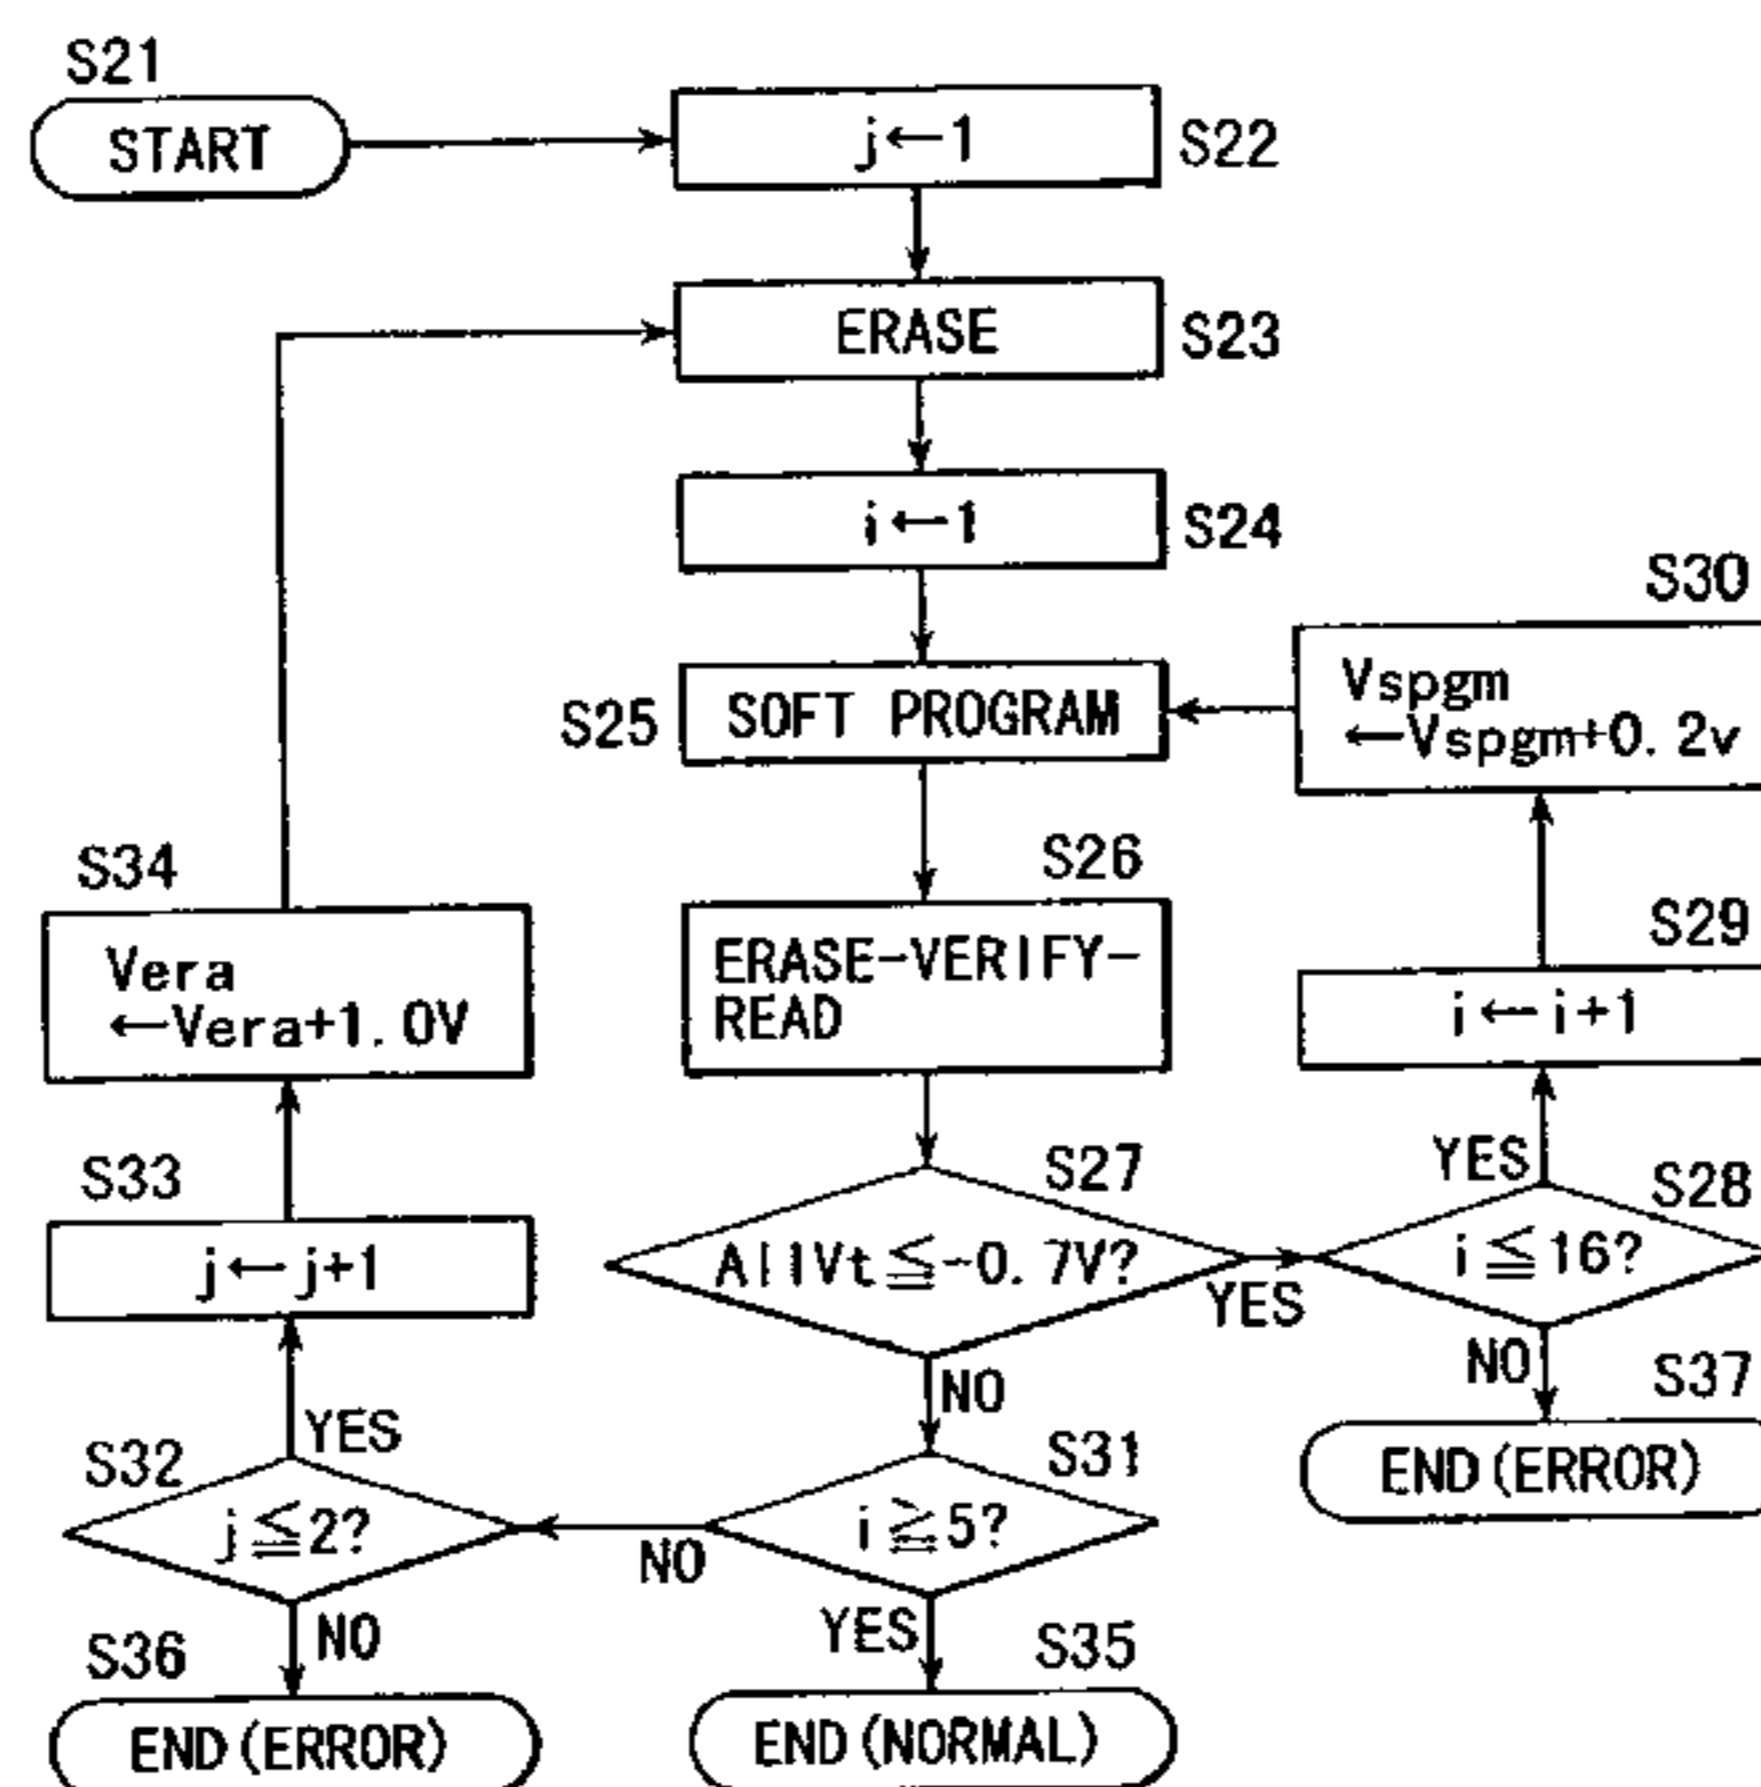 S21
START
j←1
S22
ERASE
S23
i←1
S24
S30
Vspgm
←Vspgm+0.2v
S25
SOFT PROGRAM
S26
ERASE-VERIFY-
READ
S34
Vera
←Vera+1.0V
S29
i←i+1
S33
j←j+1
S27
AllVt≦-0.7V?
YES
YES
S28
i≦16?
NO
S37
END(ERROR)
NO
S31
i≧5?
NO
S32
j≦2?
YES
NO
S36
END(ERROR)
YES
S35
END(NORMAL)